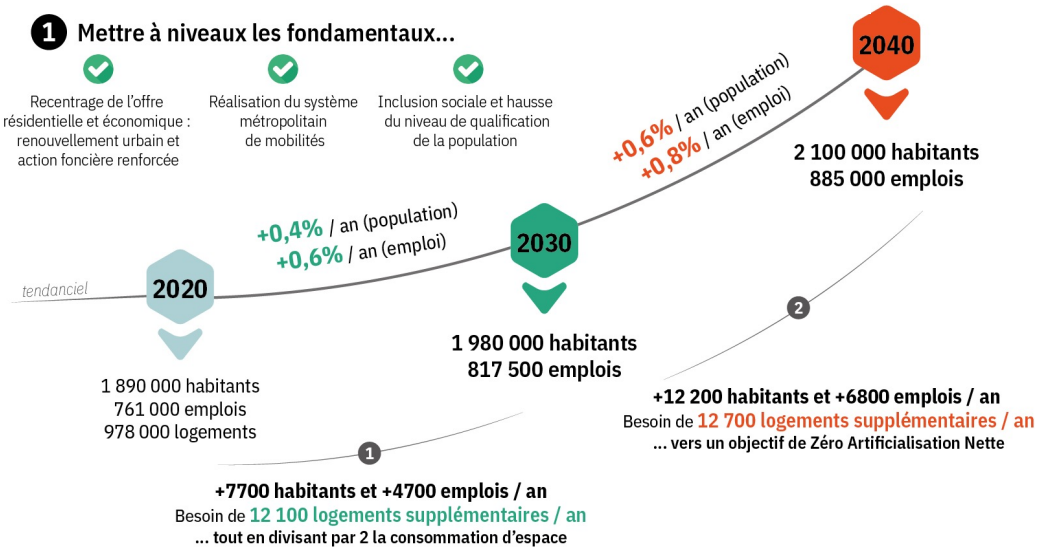 1 Mettre à niveaux les fondamentaux...
Recentrage de l'offre
résidentielle et économique :
renouvellement urbain et
action foncière renforcée
Réalisation du système
métropolitain
de mobilités
Inclusion sociale et hausse
du niveau de qualification
de la population
tendanciel
2020
1 890 000 habitants
761 000 emplois
978 000 logements
+0,4% / an (population)
+0,6% / an (emploi)
2030
1 980 000 habitants
817 500 emplois
+0,6% / an (population)
+0,8% / an (emploi)
2040
2 100 000 habitants
885 000 emplois
1
+7700 habitants et +4700 emplois / an
Besoin de 12 100 logements supplémentaires / an
... tout en divisant par 2 la consommation d'espace
2
+12 200 habitants et +6800 emplois / an
Besoin de 12 700 logements supplémentaires / an
... vers un objectif de Zéro Artificialisation Nette